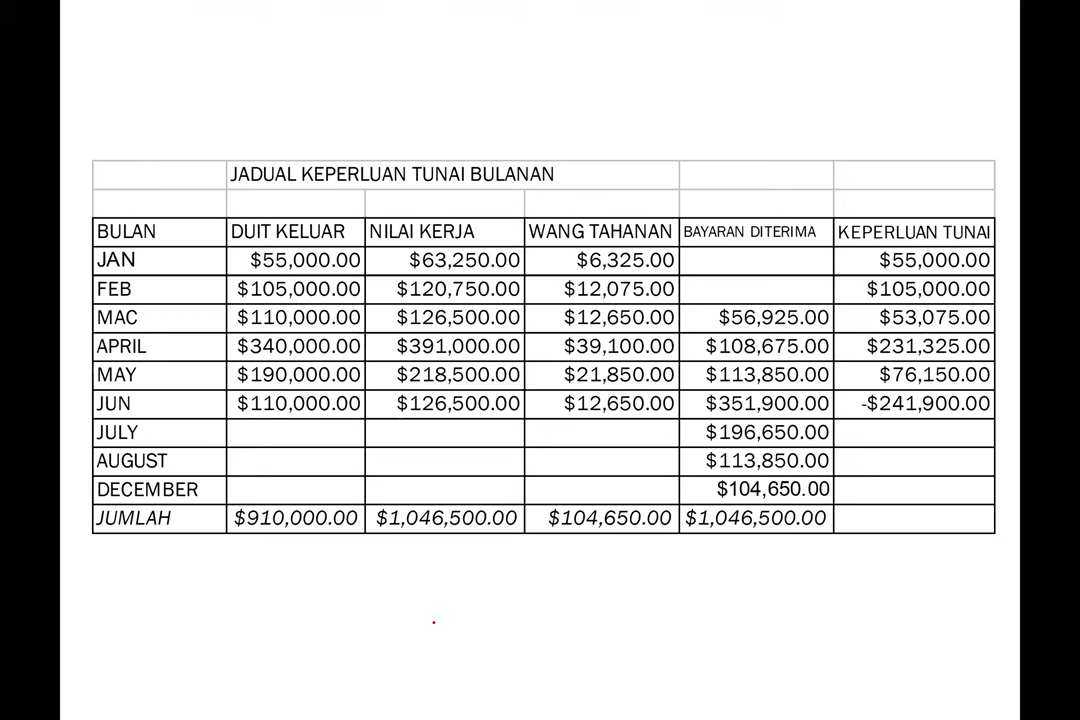 JADUAL KEPERLUAN TUNAI BULANAN
BULAN DUIT KELUAR NILAI KERJA WANG TAHANAN BAYARAN DITERIMA KEPERLUAN TUNAI
JAN $55,000.00 $63,250.00 $6,325.00 $55,000.00
FEB $105,000.00 $120,750.00 $12,075.00 $105,000.00
MAC $110,000.00 $126,500.00 $12,650.00 $56,925.00 $53,075.00
APRIL $340,000.00 $391,000.00 $39,100.00 $108,675.00 $231,325.00
MAY $190,000.00 $218,500.00 $21,850.00 $113,850.00 $76,150.00
JUN $110,000.00 $126,500.00 $12,650.00 $351,900.00 -$241,900.00
JULY $196,650.00
AUGUST $113,850.00
DECEMBER $104,650.00
JUMLAH $910,000.00 $1,046,500.00 $104,650.00 $1,046,500.00